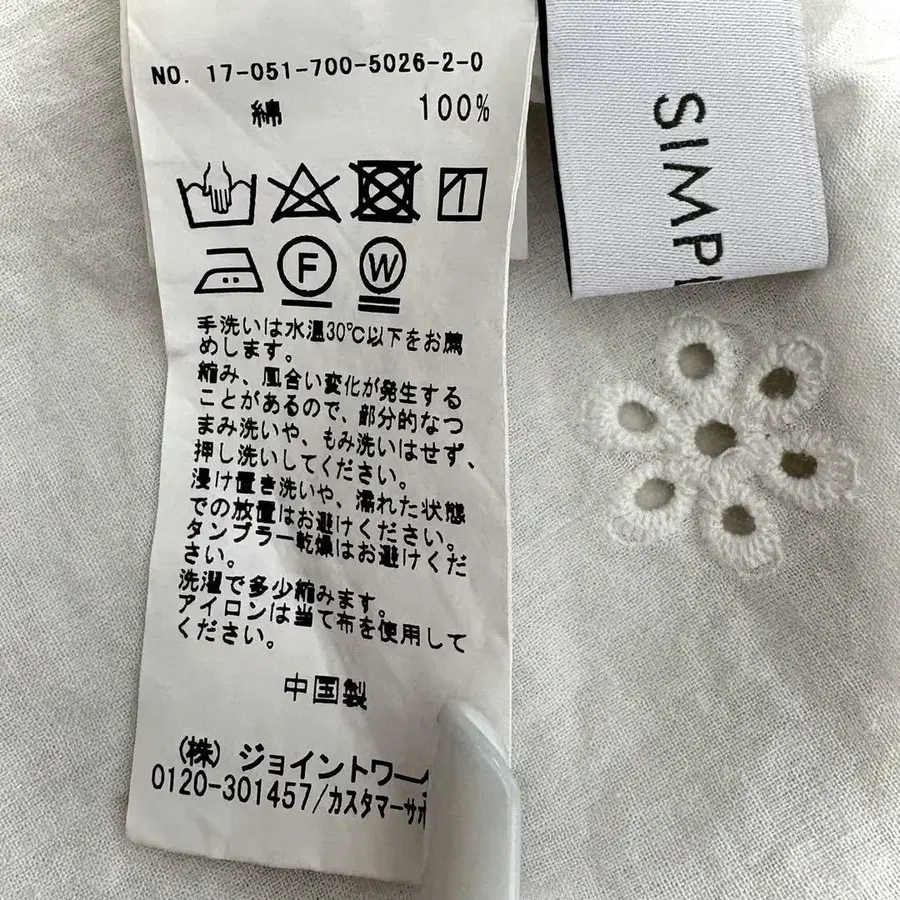 NO. 17-051-700-5026-2-0
綿 100%
F W
手洗いは水温30℃以下をお薦
めします。
縮み、風合い変化が発生する
ことがあるので、部分的なつ
まみ洗いや、もみ洗いはせず、
押し洗いしてください。
浸け置き洗いや、濡れた状態
での放置はお避けください。
タンブラー乾燥はお避けくだ
さい。
洗濯で多少縮みます。
アイロンは当て布を使用して
ください。
中国製
(株) ジョイントワー
0120-301457/カスタマーサポ
SIMP